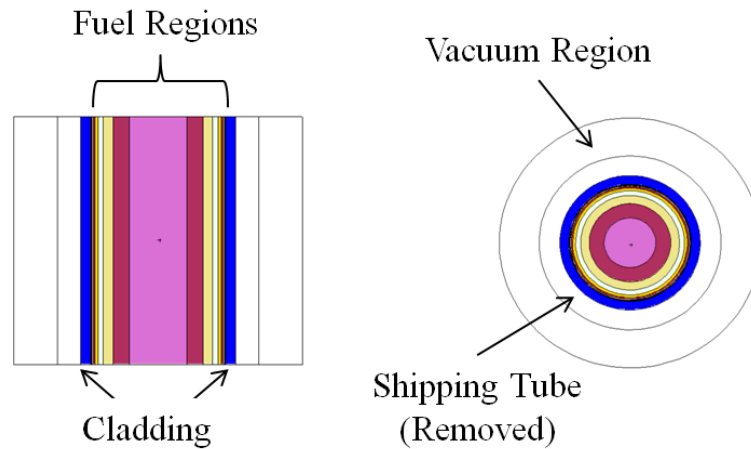 Fuel Regions
Cladding
Vacuum Region
Shipping Tube
(Removed)